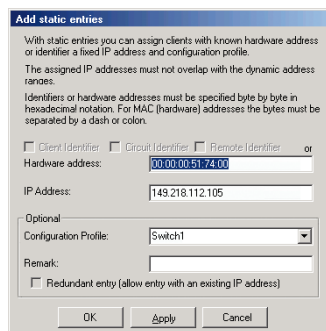 Add static entries
With static entries you can assign clients with known hardware address
or identifier a fixed IP address and configuration profile.
The assigned IP addresses must not overlap with the dynamic address
ranges.
Identifiers or hardware addresses must be specified byte by byte in
hexadecimal notation. For MAC (hardware) addresses the bytes must be
separated by a dash or colon.
Client Identifier Circuit Identifier Remote Identifier or
Hardware address: 00:00:00:51:74:00
IP Address: 149.218.112.105
Optional
Configuration Profile: Switch1
Remark:
Redundant entry (allow entry with an existing IP address)
OK Apply Cancel